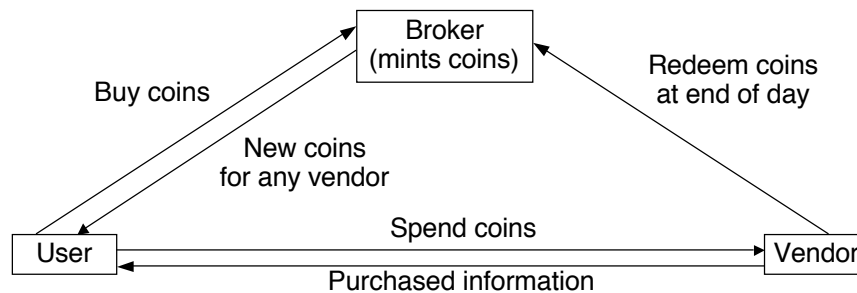 Broker
(mints coins)
Buy coins
Redeem coins
at end of day
New coins
for any vendor
User
Spend coins
Vendor
Purchased information